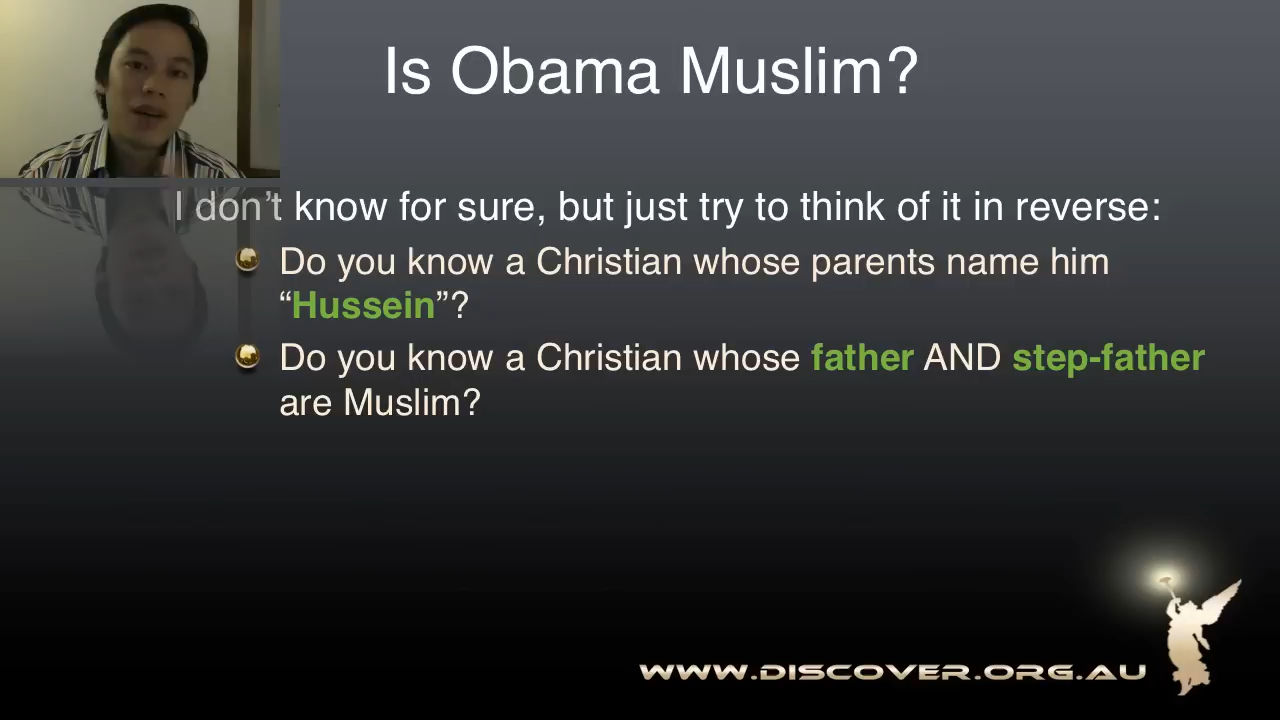 Is Obama Muslim?
I don't know for sure, but just try to think of it in reverse:
Do you know a Christian whose parents name him
“Hussein”?
Do you know a Christian whose father AND step-father
are Muslim?
WWW.DISCOVER.ORG.AU